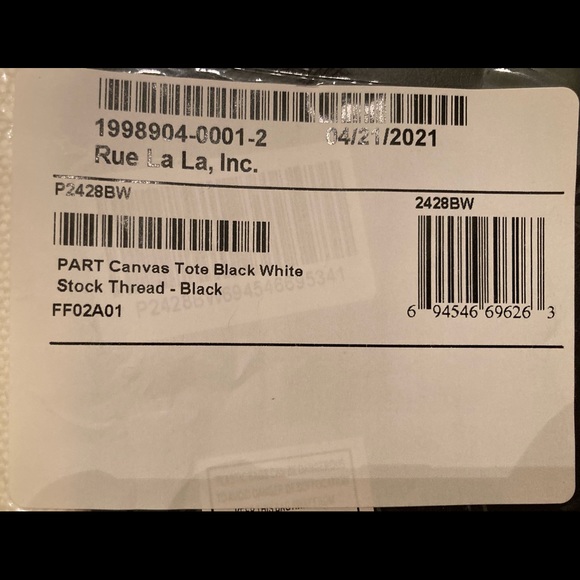 1998904-0001-2 04/21/2021
Rue La La, Inc.
P2428BW 2428BW
PART Canvas Tote Black White
Stock Thread - Black
FF02A01
6 94546 69626 3